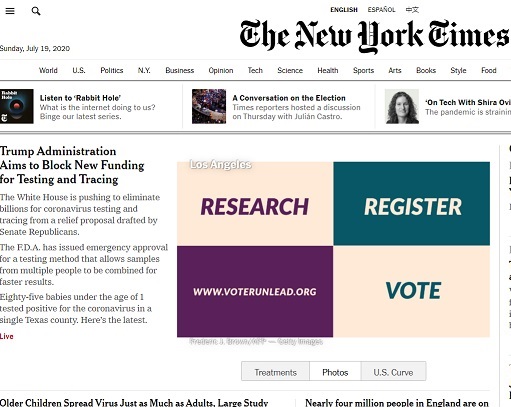 ENGLISH ESPAÑOL 中文
The New York Times
Sunday, July 19, 2020
World U.S. Politics N.Y. Business Opinion Tech Science Health Sports Arts Books Style Food
Rabbit Hole
Listen to 'Rabbit Hole'
What is the internet doing to us?
Binge our latest series.
A Conversation on the Election
Times reporters hosted a discussion
on Thursday with Julián Castro.
'On Tech With Shira Ovi
The pandemic is strainin
Trump Administration
Aims to Block New Funding
for Testing and Tracing
The White House is pushing to eliminate
billions for coronavirus testing and
tracing from a relief proposal drafted by
Senate Republicans.
The F.D.A. has issued emergency approval
for a testing method that allows samples
from multiple people to be combined for
faster results.
Eighty-five babies under the age of 1
tested positive for the coronavirus in a
single Texas county. Here's the latest.
Live
Los Angeles
RESEARCH
REGISTER
WWW.VOTERUNLEAD.ORG
VOTE
Frederic J. Brown/AFP — Getty Images
Treatments Photos U.S. Curve
Older Children Spread Virus Just as Much as Adults, Large Study
Nearly four million people in England are on